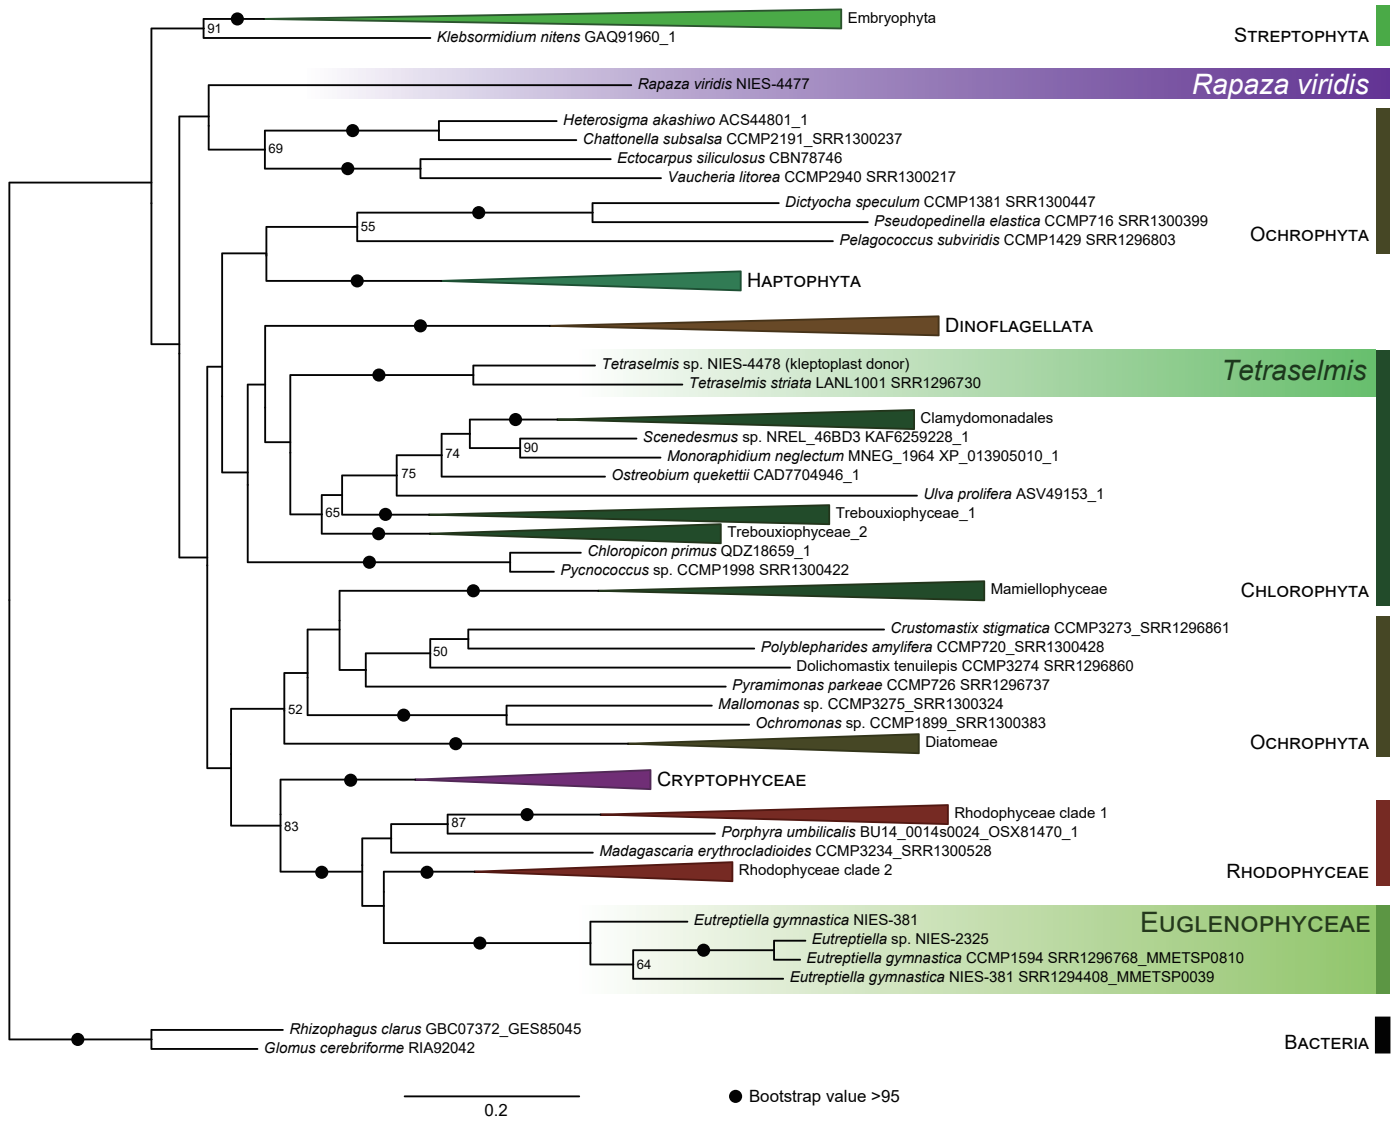 Embryophyta
91
Klebsormidium nitens GAQ91960_1
STREPTOPHYTA
Rapaza viridis NIES-4477
Rapaza viridis
Heterosigma akashiwo ACS44801_1
Chattonella subsalsa CCMP2191_SRR1300237
69
Ectocarpus siliculosus CBN78746
Vaucheria litorea CCMP2940 SRR1300217
Dictyocha speculum CCMP1381 SRR1300447
55
Pseudopedinella elastica CCMP716 SRR1300399
Pelagococcus subviridis CCMP1429 SRR1296803
OCHROPHYTA
HAPTOPHYTA
DINOFLAGELLATA
Tetraselmis sp. NIES-4478 (kleptoplast donor)
Tetraselmis
Tetraselmis striata LANL1001 SRR1296730
Clamydomonadales
Scenedesmus sp. NREL_46BD3 KAF6259228_1
90
74
Monoraphidium neglectum MNEG_1964 XP_013905010_1
75
Ostreobium quekettii CAD7704946_1
Ulva prolifera ASV49153_1
65
Trebouxiophyceae_1
Trebouxiophyceae_2
Chloropicon primus QDZ18659_1
Pycnococcus sp. CCMP1998 SRR1300422
Mamiellophyceae
CHLOROPHYTA
Crustomastix stigmatica CCMP3273_SRR1296861
50
Polyblepharides amylifera CCMP720_SRR1300428
Dolichomastix tenuilepis CCMP3274 SRR1296860
Pyramimonas parkeae CCMP726 SRR1296737
52
Mallomonas sp. CCMP3275_SRR1300324
Ochromonas sp. CCMP1899_SRR1300383
Diatomeae
OCHROPHYTA
CRYPTOPHYCEAE
83
Rhodophyceae clade 1
87
Porphyra umbilicalis BU14_0014s0024_OSX81470_1
Madagascaria erythrocladioides CCMP3234_SRR1300528
Rhodophyceae clade 2
RHODOPHYCEAE
Eutreptiella gymnastica NIES-381
EUGLENOPHYCEAE
Eutreptiella sp. NIES-2325
64
Eutreptiella gymnastica CCMP1594 SRR1296768_MMETSP0810
Eutreptiella gymnastica NIES-381 SRR1294408_MMETSP0039
Rhizophagus clarus GBC07372_GES85045
Glomus cerebriforme RIA92042
BACTERIA
0.2
Bootstrap value >95